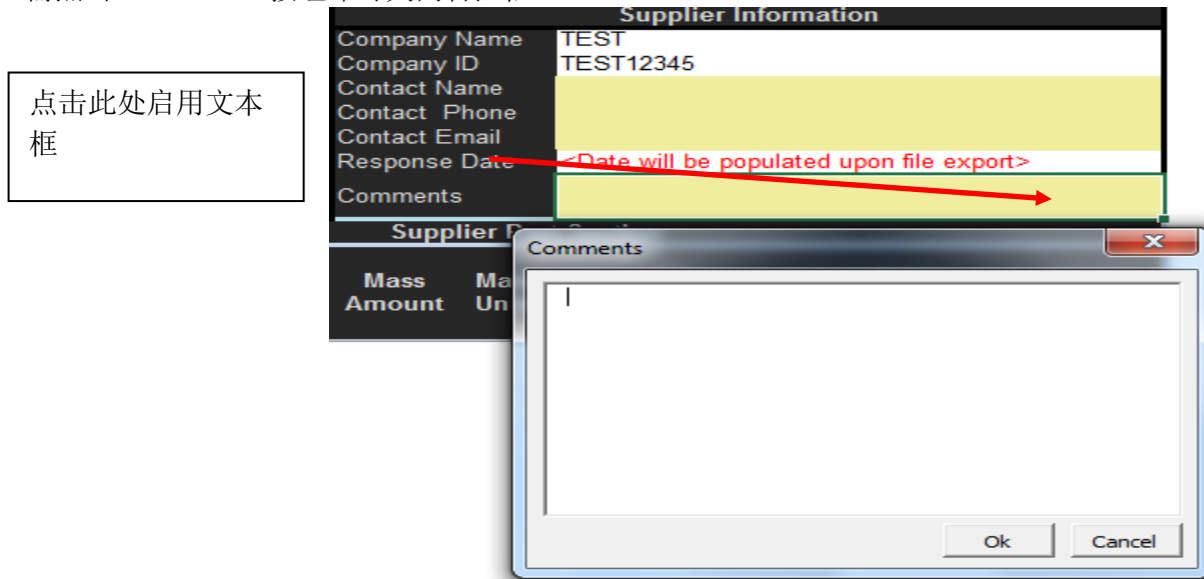 Supplier Information
Company Name TEST
Company ID TEST12345
Contact Name
Contact Phone
Contact Email
Response Date <Date will be populated upon file export>
Comments
点击此处启用文本
框
Supplier
Comments
Mass
Amount
Ok Cancel